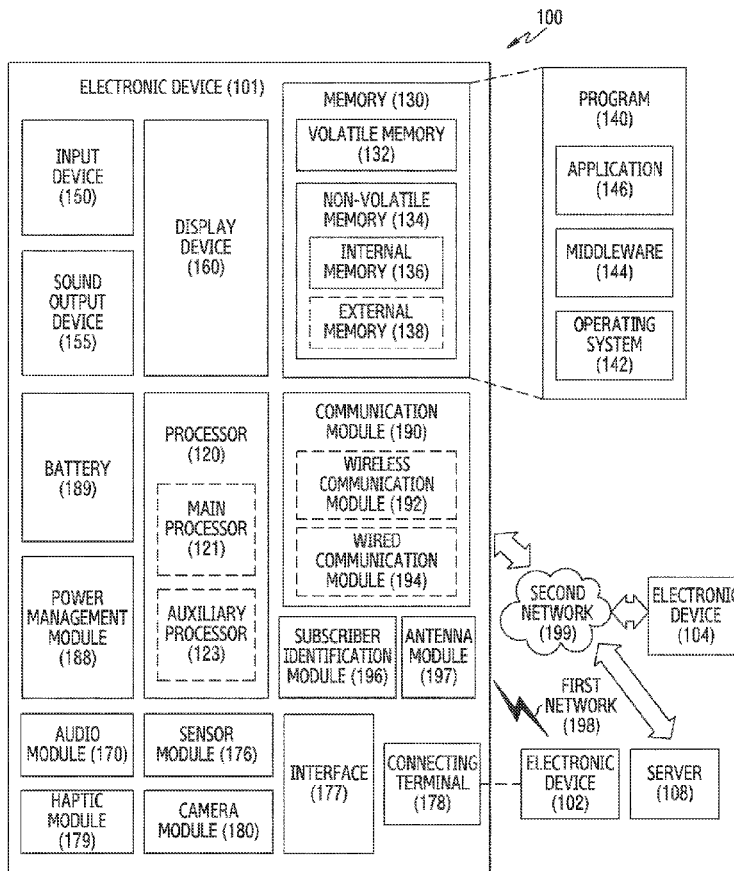 100
ELECTRONIC DEVICE (101)
INPUT
DEVICE
(150)
SOUND
OUTPUT
DEVICE
(155)
DISPLAY
DEVICE
(160)
MEMORY (130)
VOLATILE MEMORY
(132)
NON-VOLATILE
MEMORY (134)
INTERNAL
MEMORY (136)
EXTERNAL
MEMORY (138)
PROGRAM
(140)
APPLICATION
(146)
MIDDLEWARE
(144)
OPERATING
SYSTEM
(142)
BATTERY
(189)
POWER
MANAGEMENT
MODULE
(188)
PROCESSOR
(120)
MAIN
PROCESSOR
(121)
AUXILIARY
PROCESSOR
(123)
COMMUNICATION
MODULE (190)
WIRELESS
COMMUNICATION
MODULE (192)
WIRED
COMMUNICATION
MODULE (194)
SUBSCRIBER
IDENTIFICATION
MODULE (196)
ANTENNA
MODULE
(197)
SECOND
NETWORK
(199)
ELECTRONIC
DEVICE
(104)
FIRST
NETWORK
(198)
AUDIO
MODULE (170)
SENSOR
MODULE (176)
HAPTIC
MODULE
(179)
CAMERA
MODULE (180)
INTERFACE
(177)
CONNECTING
TERMINAL
(178)
ELECTRONIC
DEVICE
(102)
SERVER
(108)